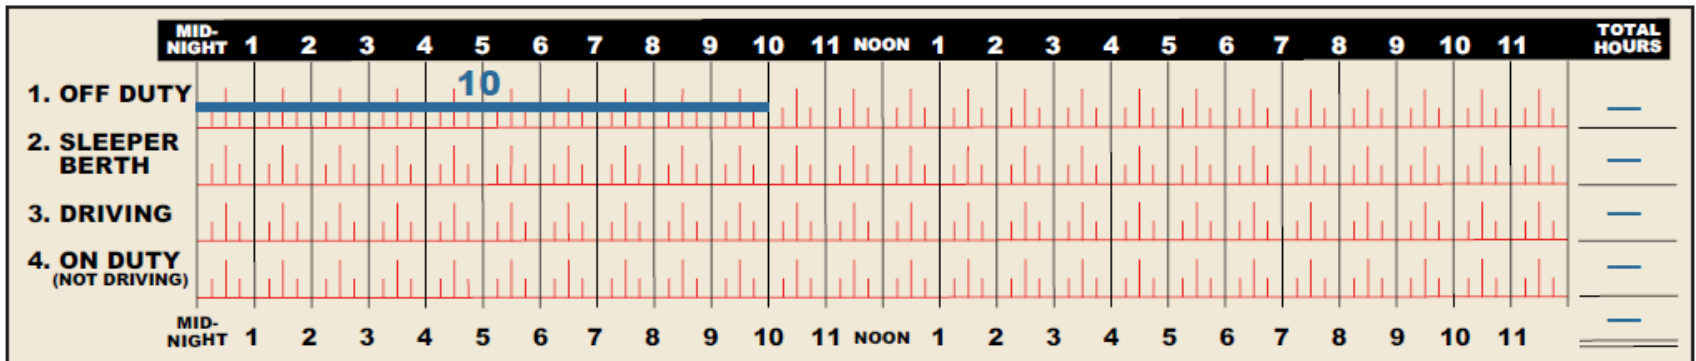 MID-
NIGHT 1 2 3 4 5 6 7 8 9 10 11 NOON 1 2 3 4 5 6 7 8 9 10 11 TOTAL
HOURS
10
1. OFF DUTY —
2. SLEEPER
BERTH —
3. DRIVING —
4. ON DUTY —
(NOT DRIVING)
—
MID-
NIGHT 1 2 3 4 5 6 7 8 9 10 11 NOON 1 2 3 4 5 6 7 8 9 10 11